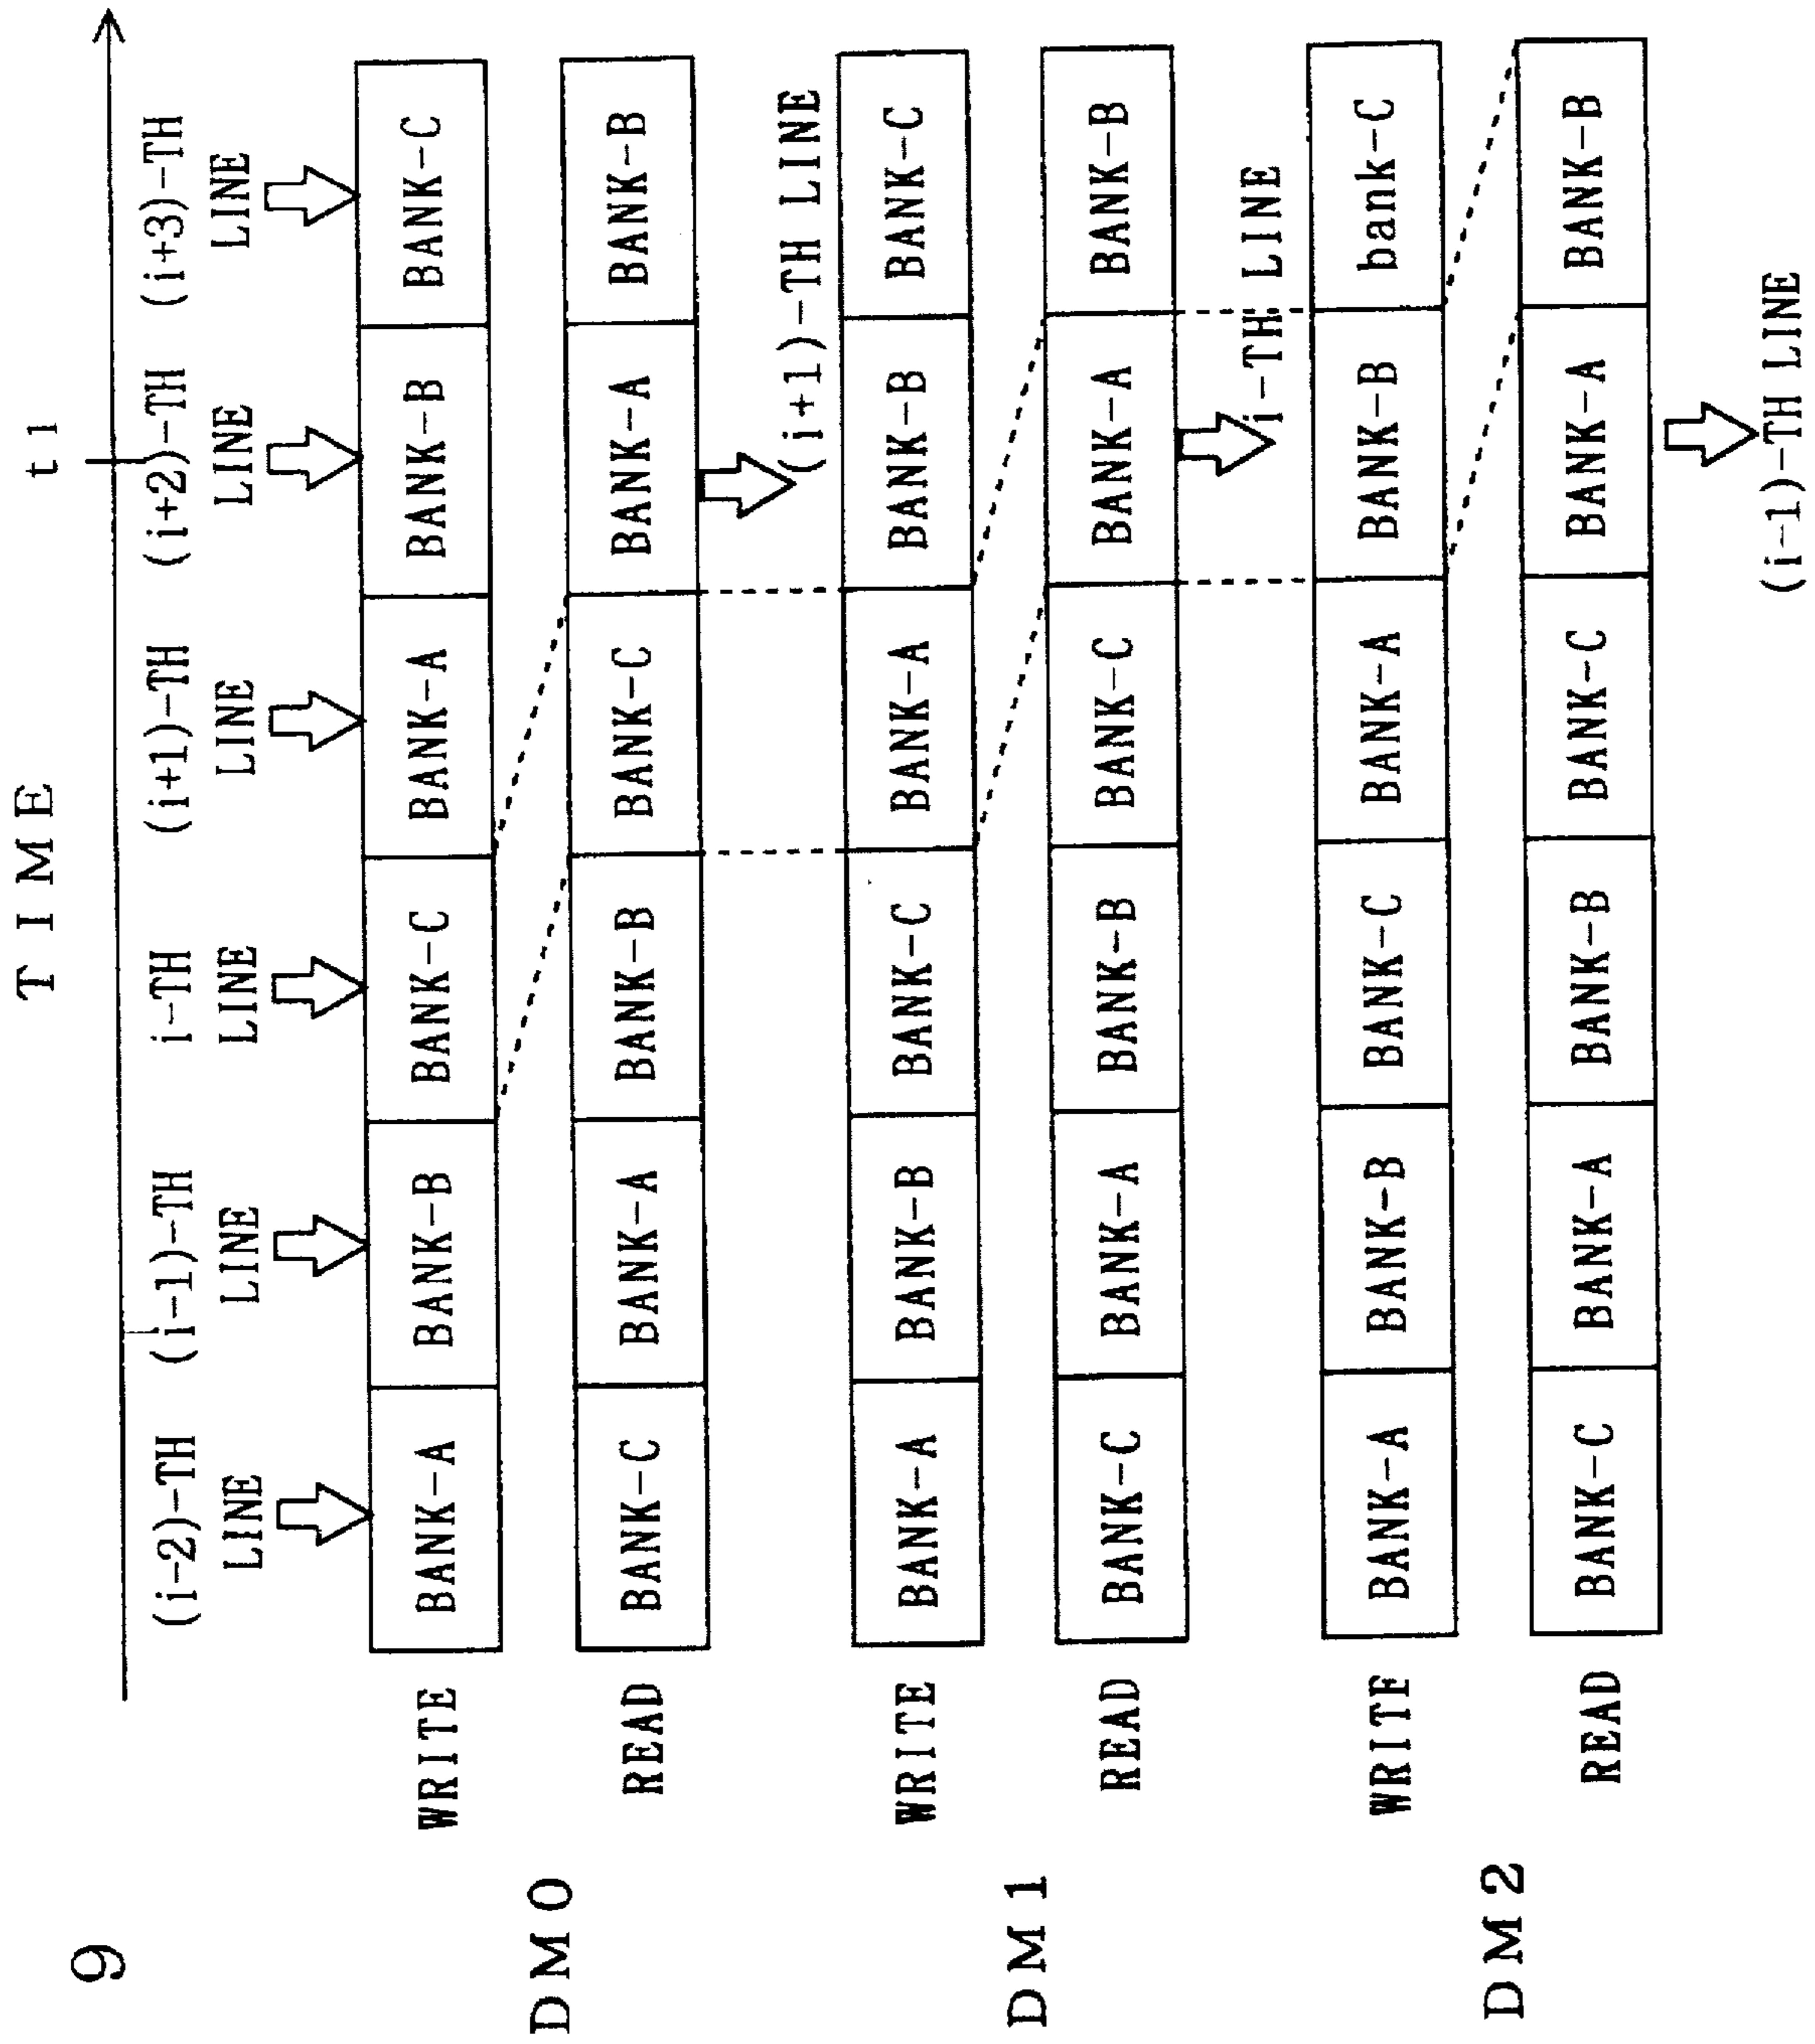 9
T I M E
t 1
(i-2)-TH LINE
(i-1)-TH LINE
i-TH LINE
(i+1)-TH LINE
(i+2)-TH LINE
(i+3)-TH LINE
DM0
WRITE BANK-A BANK-B BANK-C BANK-A BANK-B BANK-C
READ BANK-C BANK-A BANK-B BANK-C BANK-A BANK-B
(i+1)-TH LINE
DM1
WRITE BANK-A BANK-B BANK-C BANK-A BANK-B BANK-C
READ BANK-C BANK-A BANK-B BANK-C BANK-A BANK-B
i-TH LINE
DM2
WRITE BANK-A BANK-B BANK-C BANK-A BANK-B bank-C
READ BANK-C BANK-A BANK-B BANK-C BANK-A BANK-B
(i-1)-TH LINE